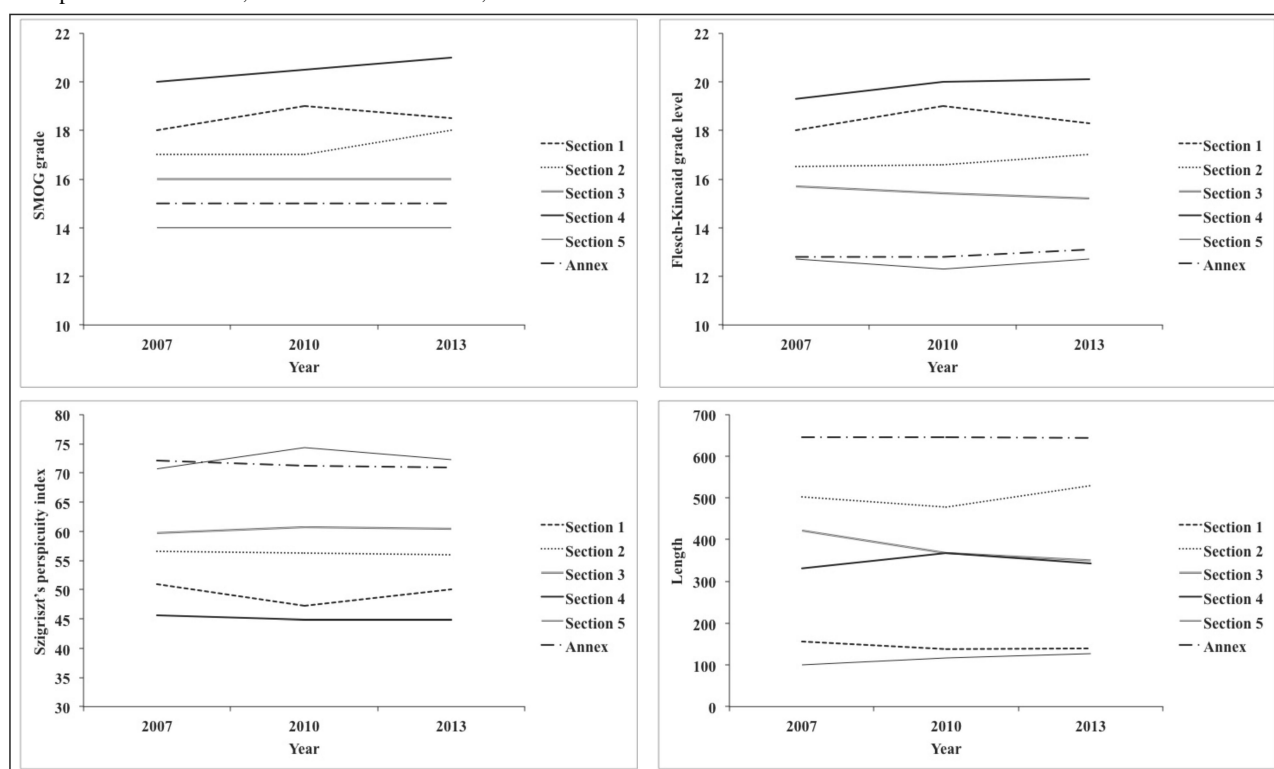 SMOG grade
22
20
18
16
14
12
10
2007 2010 2013
Year
Section 1
Section 2
Section 3
Section 4
Section 5
Annex
Flesch-Kincaid grade level
22
20
18
16
14
12
10
2007 2010 2013
Year
Section 1
Section 2
Section 3
Section 4
Section 5
Annex
Szigriszt's perspicuity index
80
75
70
65
60
55
50
45
40
35
30
2007 2010 2013
Year
Section 1
Section 2
Section 3
Section 4
Section 5
Annex
Length
700
600
500
400
300
200
100
0
2007 2010 2013
Year
Section 1
Section 2
Section 3
Section 4
Section 5
Annex